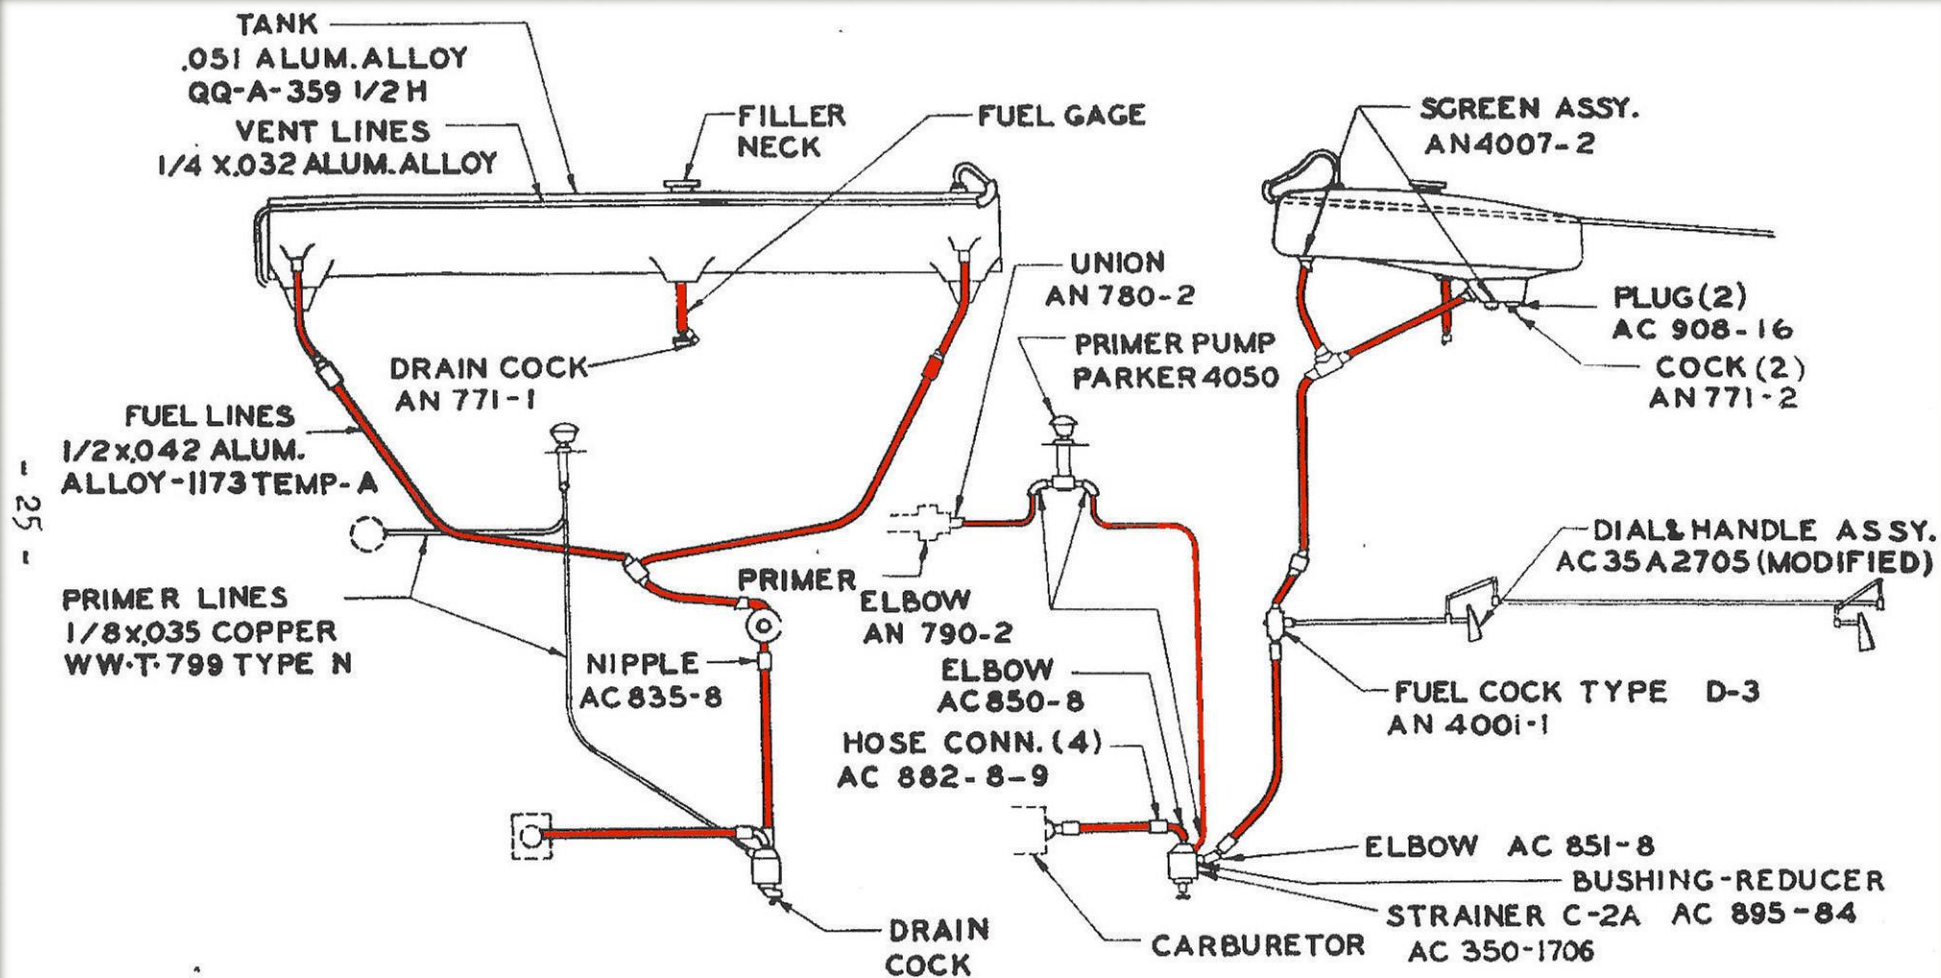 TANK
.051 ALUM. ALLOY
QQ-A-359 1/2 H
VENT LINES
1/4 X.032 ALUM. ALLOY
FILLER
NECK
FUEL GAGE
SCREEN ASSY.
AN4007-2
UNION
AN 780-2
PLUG (2)
AC 908-16
COCK (2)
AN 771-2
PRIMER PUMP
PARKER 4050
DRAIN COCK
AN 771-1
FUEL LINES
1/2 x.042 ALUM.
ALLOY-1173 TEMP-A
- 25 -
DIAL & HANDLE ASSY.
AC 35 A 2705 (MODIFIED)
PRIMER
ELBOW
AN 790-2
PRIMER LINES
1/8 x.035 COPPER
WW-T-799 TYPE N
NIPPLE
AC 835-8
ELBOW
AC 850-8
FUEL COCK TYPE D-3
AN 4001-1
HOSE CONN. (4)
AC 882-8-9
ELBOW AC 851-8
BUSHING-REDUCER
STRAINER C-2A AC 895-84
AC 350-1706
CARBURETOR
DRAIN
COCK